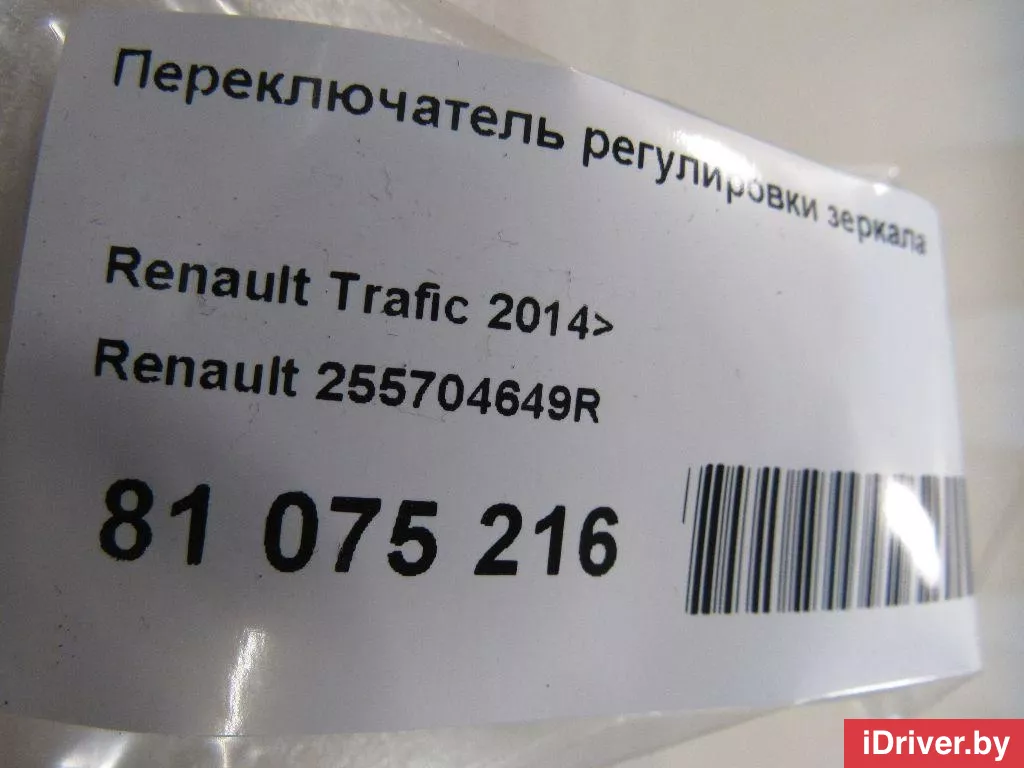 Переключатель регулировки зеркала
Renault Trafic 2014>
Renault 255704649R
81 075 216
iDriver.by